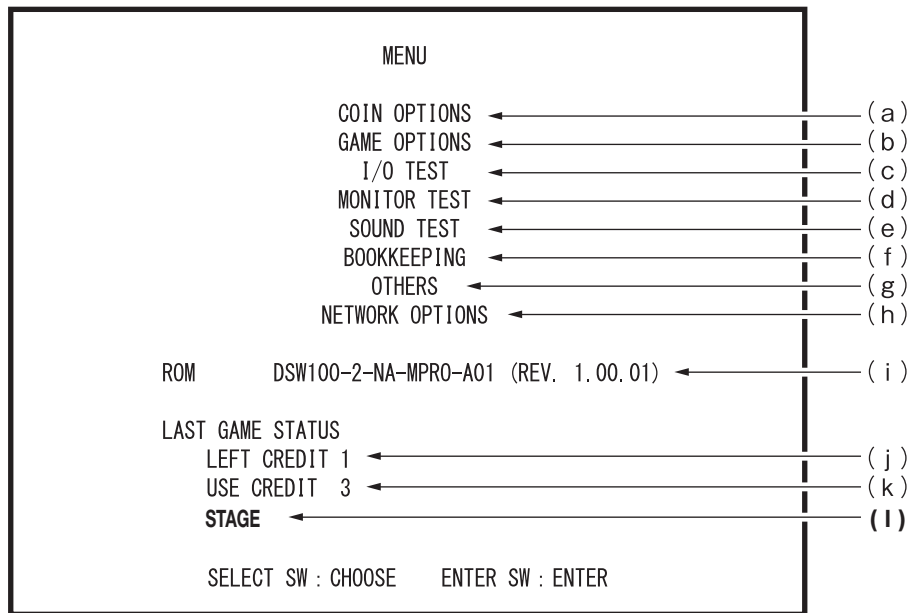 MENU
COIN OPTIONS (a)
GAME OPTIONS (b)
I/O TEST (c)
MONITOR TEST (d)
SOUND TEST (e)
BOOKKEEPING (f)
OTHERS (g)
NETWORK OPTIONS (h)
ROM DSW100-2-NA-MPRO-A01 (REV. 1.00.01) (i)
LAST GAME STATUS
LEFT CREDIT 1 (j)
USE CREDIT 3 (k)
STAGE (l)
SELECT SW : CHOOSE ENTER SW : ENTER